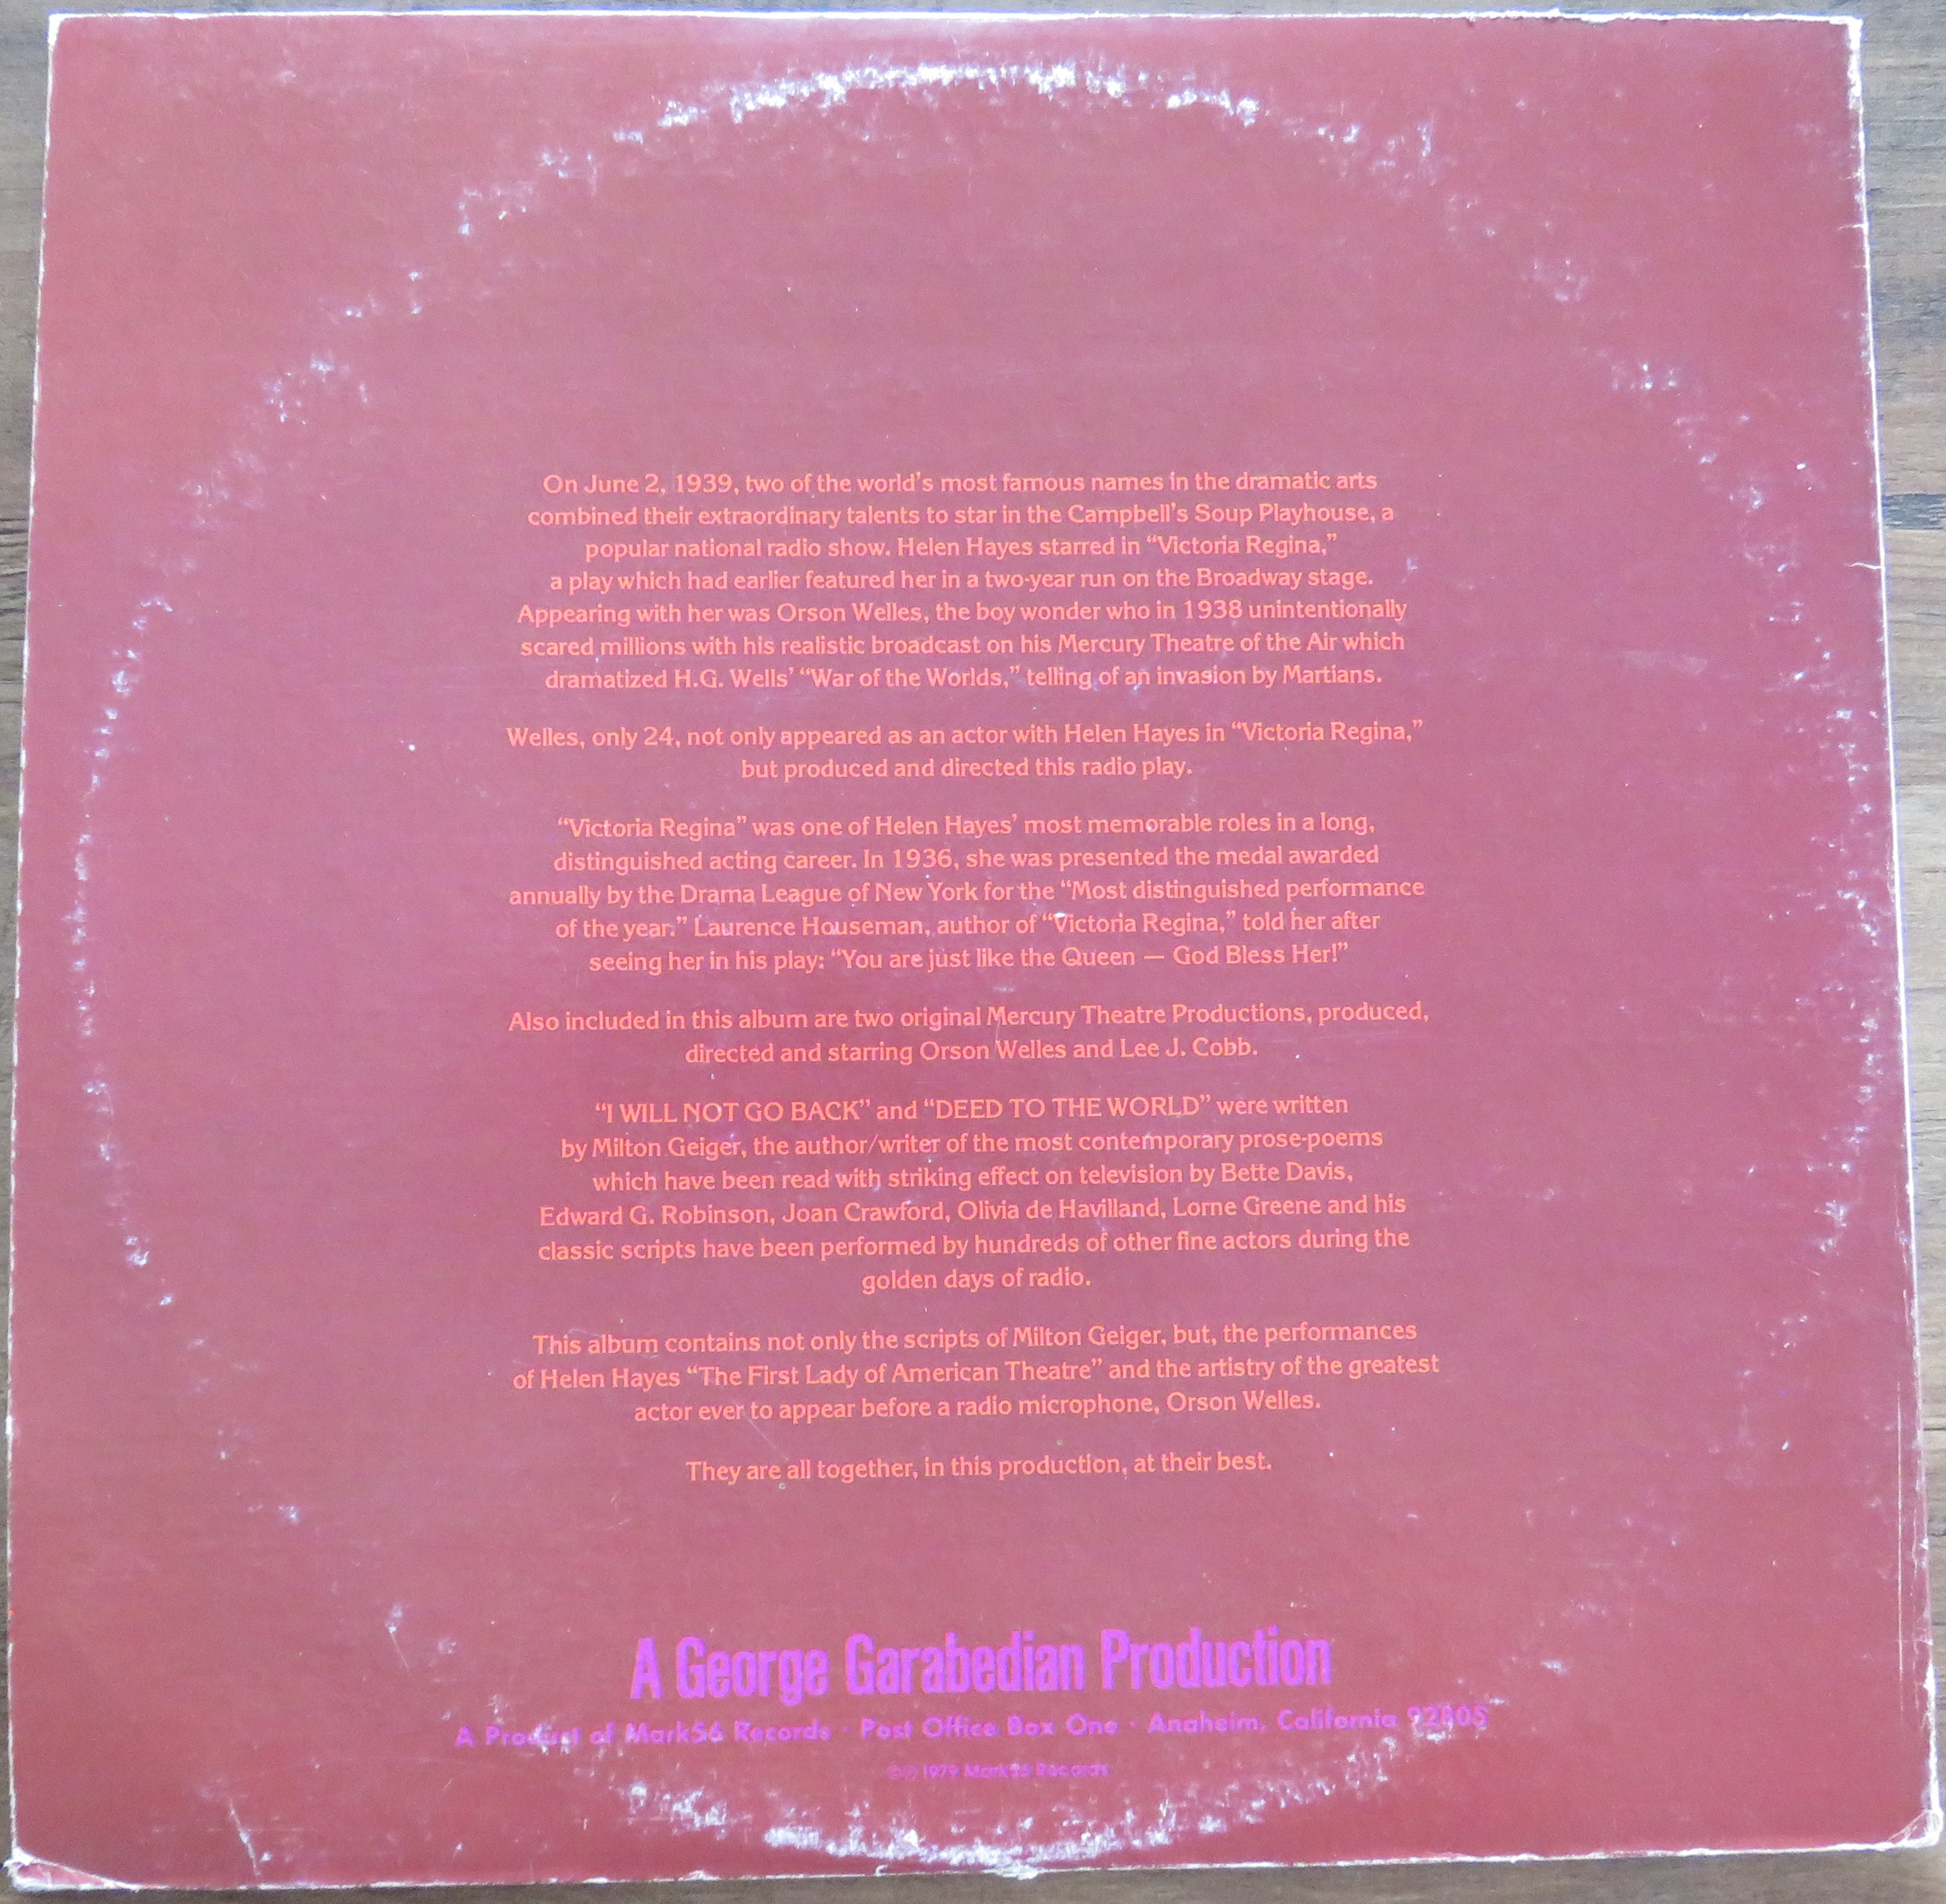 On June 2, 1939, two of the world's most famous names in the dramatic arts
combined their extraordinary talents to star in the Campbell's Soup Playhouse, a
popular national radio show. Helen Hayes starred in “Victoria Regina,”
a play which had earlier featured her in a two-year run on the Broadway stage.
Appearing with her was Orson Welles, the boy wonder who in 1938 unintentionally
scared millions with his realistic broadcast on his Mercury Theatre of the Air which
dramatized H.G. Wells' “War of the Worlds,” telling of an invasion by Martians.
Welles, only 24, not only appeared as an actor with Helen Hayes in “Victoria Regina,”
but produced and directed this radio play.
“Victoria Regina” was one of Helen Hayes' most memorable roles in a long,
distinguished acting career. In 1936, she was presented the medal awarded
annually by the Drama League of New York for the “Most distinguished performance
of the year.” Laurence Houseman, author of “Victoria Regina,” told her after
seeing her in his play: “You are just like the Queen — God Bless Her!”
Also included in this album are two original Mercury Theatre Productions, produced,
directed and starring Orson Welles and Lee J. Cobb.
“I WILL NOT GO BACK” and “DEED TO THE WORLD” were written
by Milton Geiger, the author/writer of the most contemporary prose-poems
which have been read with striking effect on television by Bette Davis,
Edward G. Robinson, Joan Crawford, Olivia de Havilland, Lorne Greene and his
classic scripts have been performed by hundreds of other fine actors during the
golden days of radio.
This album contains not only the scripts of Milton Geiger, but, the performances
of Helen Hayes “The First Lady of American Theatre” and the artistry of the greatest
actor ever to appear before a radio microphone, Orson Welles.
They are all together, in this production, at their best.
A George Garabedian Production
A Product of Mark56 Records · Post Office Box One · Anaheim, California 92805
©℗ 1979 Mark56 Records